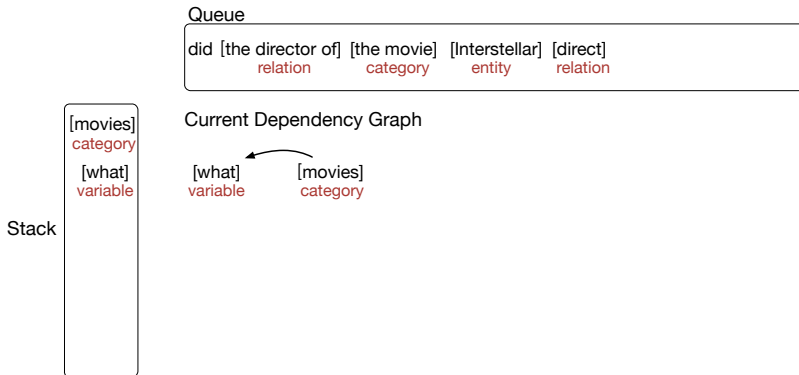 Queue
did [the director of] [the movie] [Interstellar] [direct]
relation category entity relation
Current Dependency Graph
[movies]
category
[what]
variable
[what] [movies]
variable category
Stack